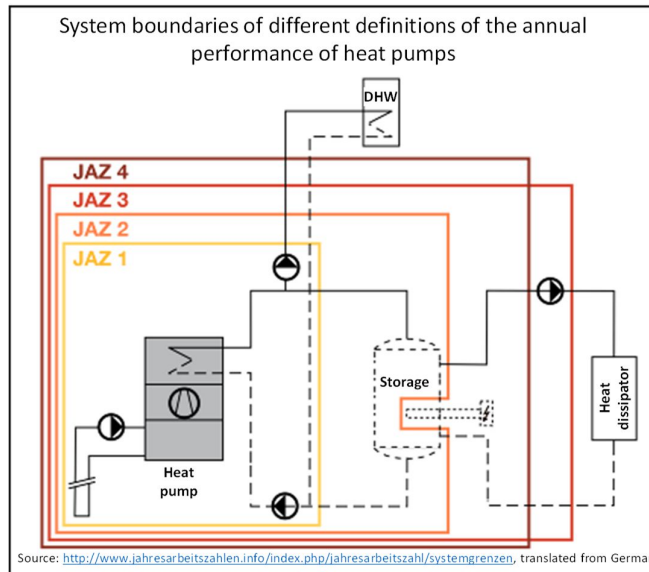 System boundaries of different definitions of the annual
performance of heat pumps
DHW
JAZ 4
JAZ 3
JAZ 2
JAZ 1
Storage
Heat
dissipator
Heat
pump
Source: http://www.jahresarbeitszahlen.info/index.php/jahresarbeitszahl/systemgrenzen, translated from Germa